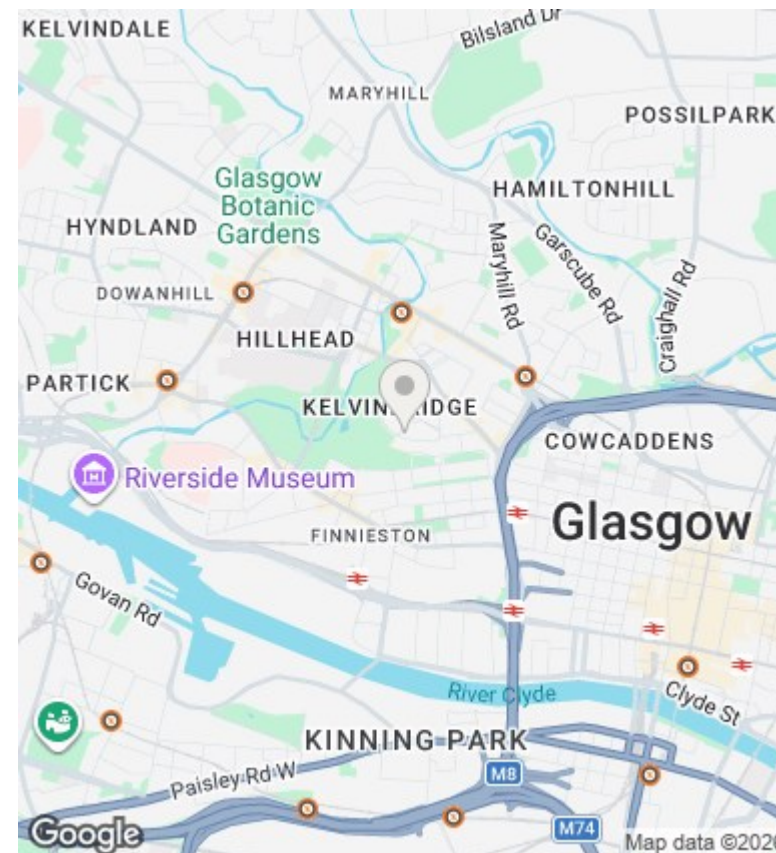 KELVINDALE
Bilsland Dr
MARYHILL
POSSILPARK
Glasgow
Botanic
Gardens
HAMILTONHILL
HYNDLAND
Maryhill Rd
Garscube Rd
Craighall Rd
DOWANHILL
HILLHEAD
PARTICK
KELVIN IDGE
COWCADDENS
Riverside Museum
Glasgow
FINNIESTON
Govan Rd
River Clyde
Clyde St
KINNING PARK
M8
Paisley Rd W
M74
Google
Map data ©2026